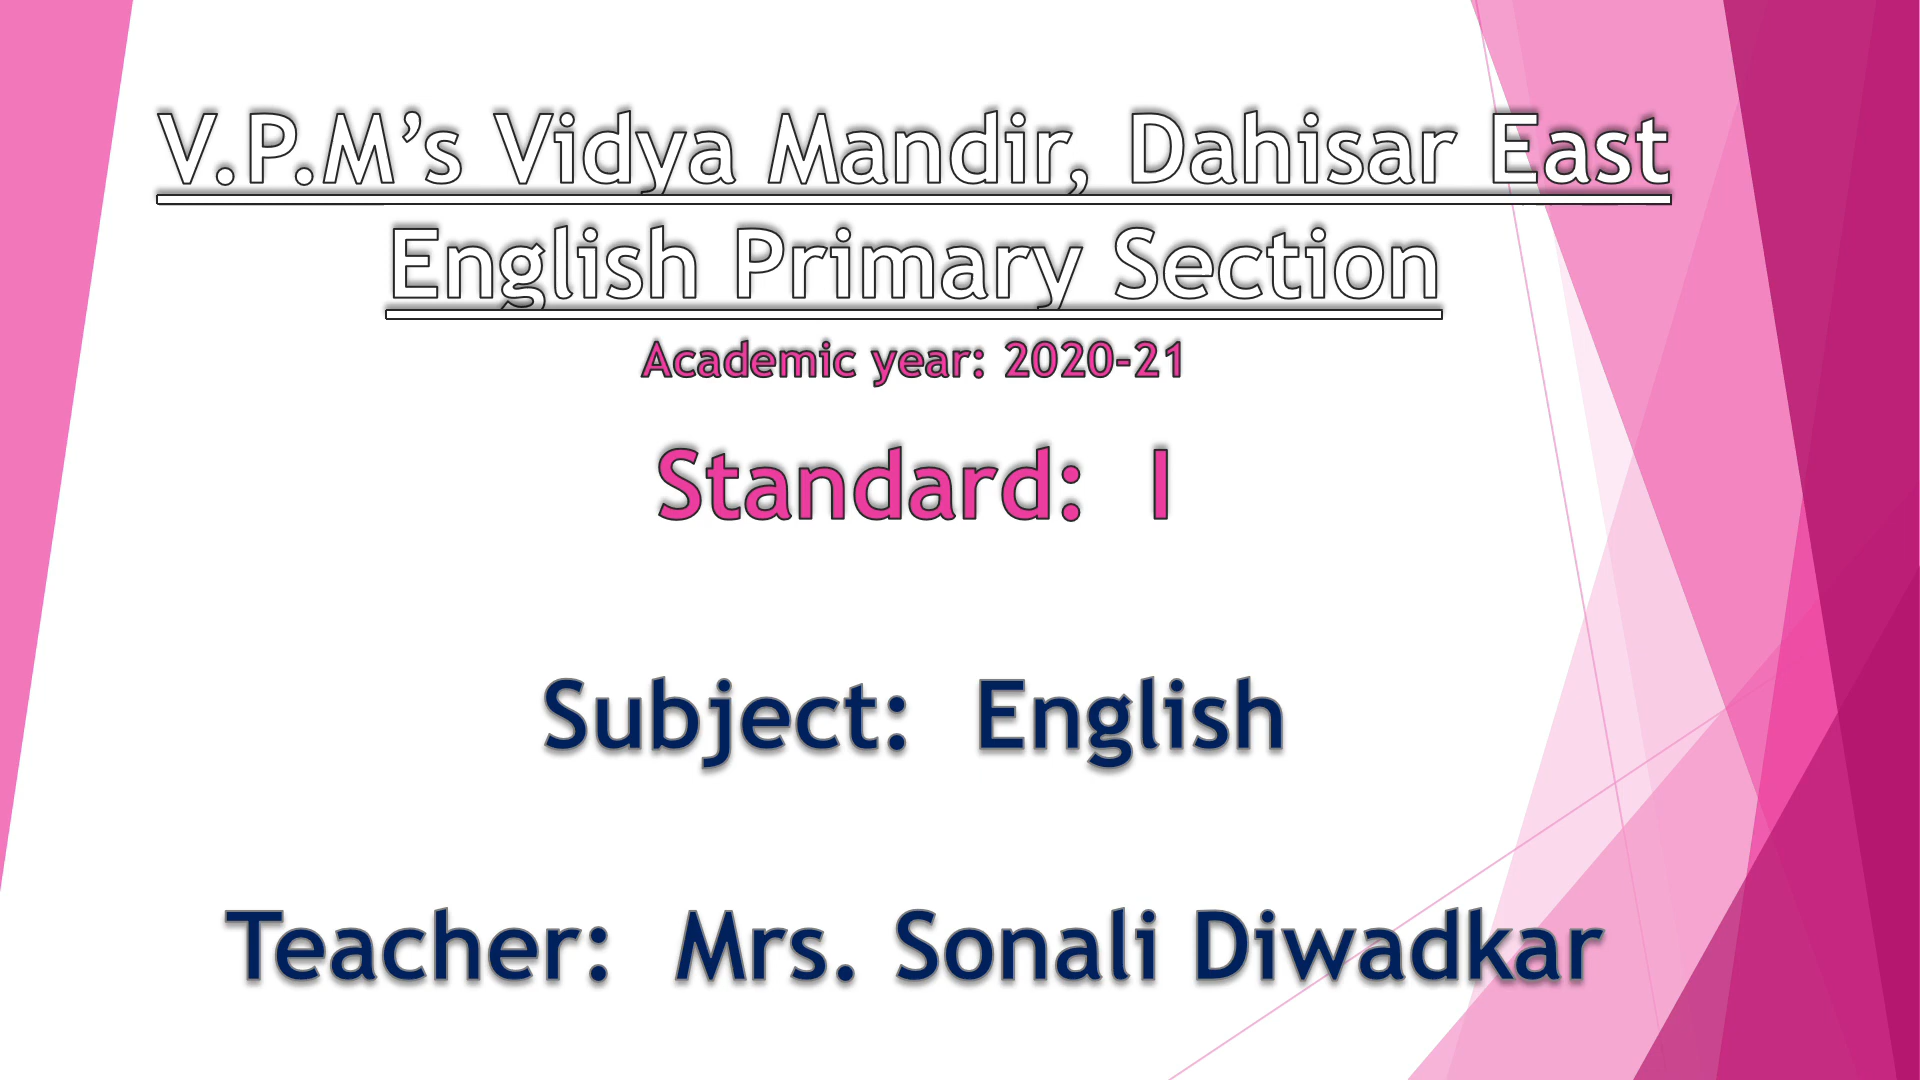 V.P.M’s Vidya Mandir, Dahisar East
English Primary Section
Academic year: 2020-21
Standard: I
Subject: English
Teacher: Mrs. Sonali Diwadkar